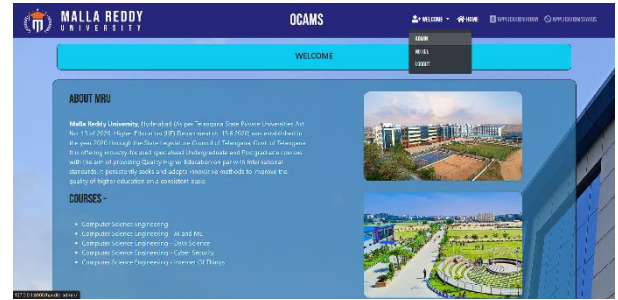 MALLA REDDY
UNIVERSITY
OCAMS
WELCOME
HOME
APPLICATION FORM
APPLICATION STATUS
ADMIN
NOTICE
LOGOUT
WELCOME
ABOUT MRU
Malla Reddy University, Hyderabad (As per Telangana State Private Universities Act
No. 13 of 2020, Higher Education (UE) Department, dt. 15.6.2020) was established in
the year 2020 through the State Legislature Council of Telangana, Govt. of Telangana.
It is offering industry-focused specialised Undergraduate and Postgraduate courses
with the aim of providing Quality Higher Education on par with International
standards. It persistently seeks and adopts innovative methods to improve the
quality of higher education on a consistent basis.
COURSES -
Computer Science Engineering
Computer Science Engineering - AI and ML
Computer Science Engineering - Data Science
Computer Science Engineering - Cyber Security
Computer Science Engineering - Internet Of Things